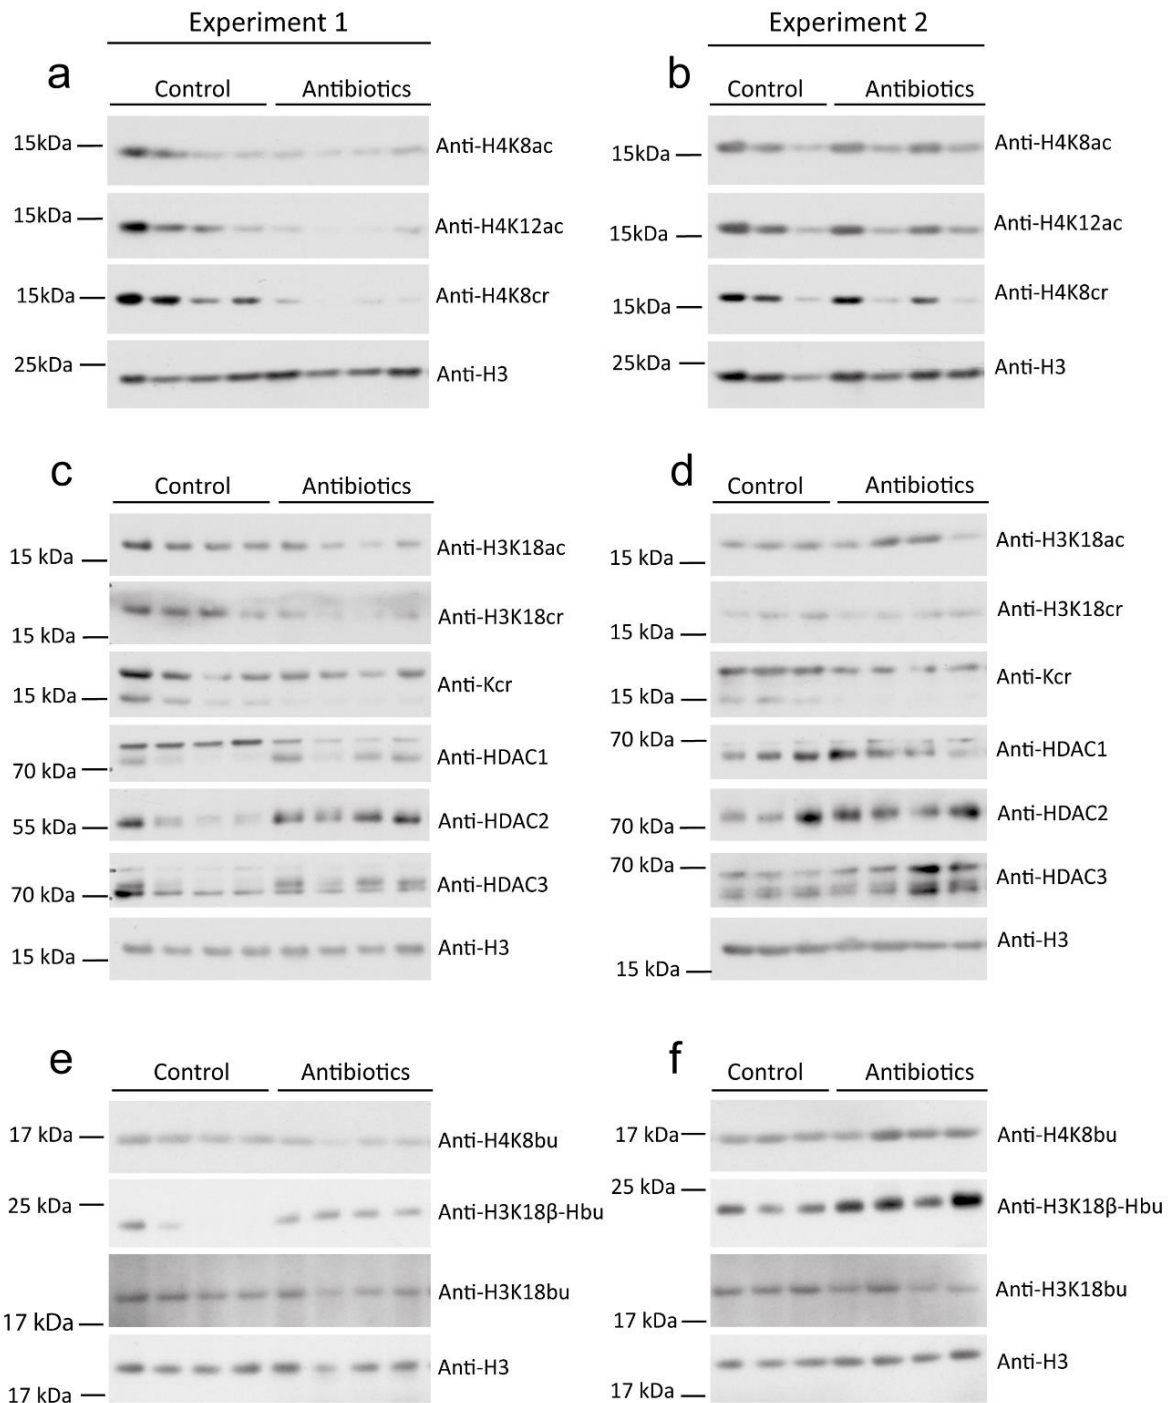 Experiment 1
Experiment 2
a
Control
Antibiotics
15kDa
Anti-H4K8ac
15kDa
Anti-H4K12ac
15kDa
Anti-H4K8cr
25kDa
Anti-H3
b
Control
Antibiotics
15kDa
Anti-H4K8ac
15kDa
Anti-H4K12ac
15kDa
Anti-H4K8cr
25kDa
Anti-H3
c
Control
Antibiotics
15 kDa
Anti-H3K18ac
15 kDa
Anti-H3K18cr
15 kDa
Anti-Kcr
70 kDa
Anti-HDAC1
55 kDa
Anti-HDAC2
70 kDa
Anti-HDAC3
15 kDa
Anti-H3
d
Control
Antibiotics
15 kDa
Anti-H3K18ac
15 kDa
Anti-H3K18cr
15 kDa
Anti-Kcr
70 kDa
Anti-HDAC1
70 kDa
Anti-HDAC2
70 kDa
Anti-HDAC3
15 kDa
Anti-H3
e
Control
Antibiotics
17 kDa
Anti-H4K8bu
25 kDa
Anti-H3K18β-Hbu
17 kDa
Anti-H3K18bu
17 kDa
Anti-H3
f
Control
Antibiotics
17 kDa
Anti-H4K8bu
25 kDa
Anti-H3K18β-Hbu
17 kDa
Anti-H3K18bu
17 kDa
Anti-H3